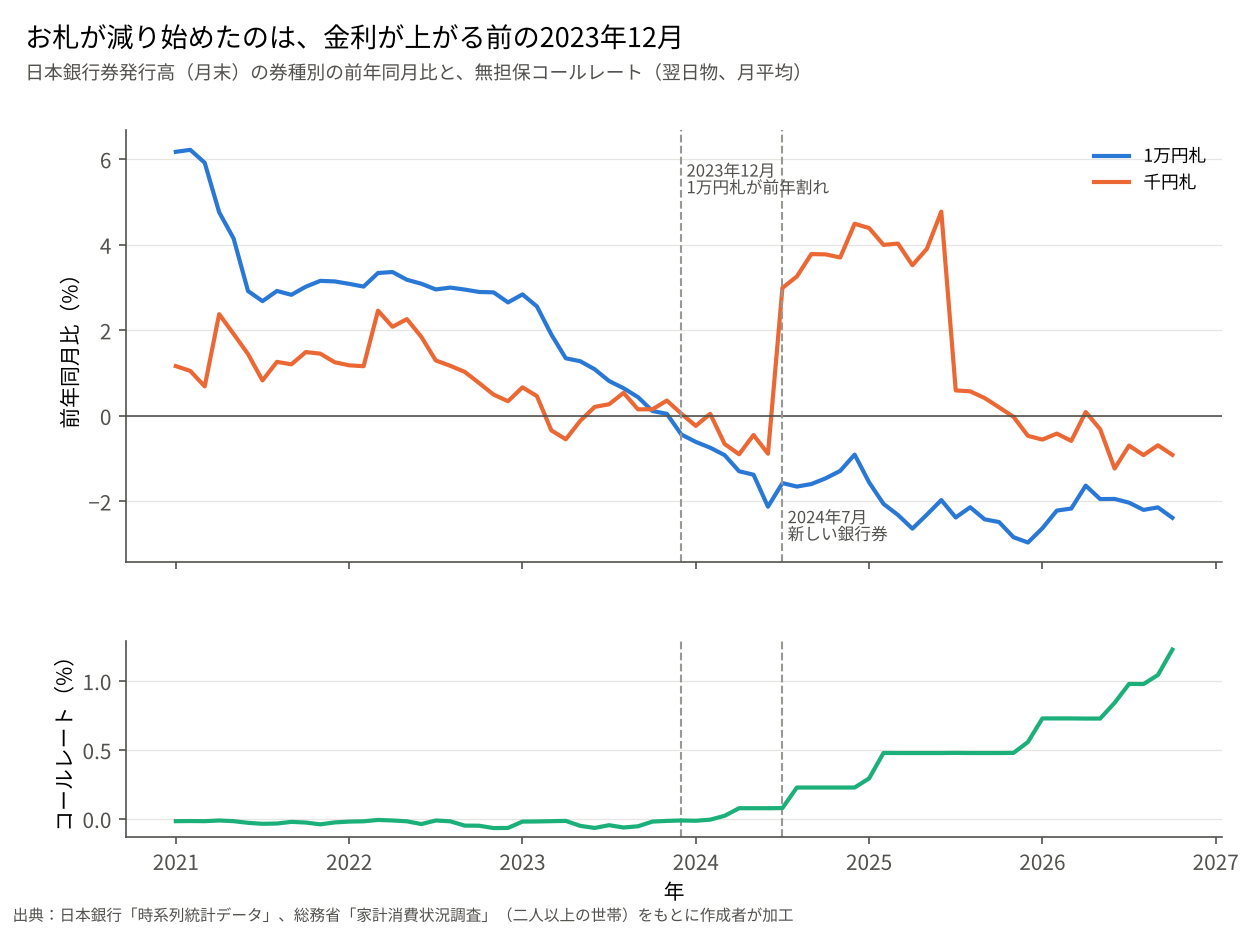 お札が減り始めたのは、金利が上がる前の2023年12月
日本銀行券発行高（月末）の券種別の前年同月比と、無担保コールレート（翌日物、月平均）
前年同月比（%）
6
4
2
0
−2
2023年12月
1万円札が前年割れ
1万円札
千円札
2024年7月
新しい銀行券
コールレート（%）
1.0
0.5
0.0
2021
2022
2023
2024
2025
2026
2027
年
出典：日本銀行「時系列統計データ」、総務省「家計消費状況調査」（二人以上の世帯）をもとに作成者が加工